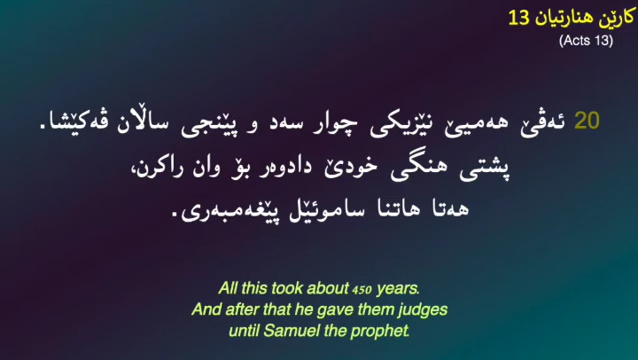 کارێن هنارتیان 13
(Acts 13)
20 ئەڤێ هەمیێ نێزیکی چوار سەد و پێنجی ساڵان ڤەکێشا.
پشتی هنگی خودێ دادوەر بۆ وان راکرن،
هەتا هاتنا ساموئێل پێغەمبەری.
All this took about 450 years.
And after that he gave them judges
until Samuel the prophet.